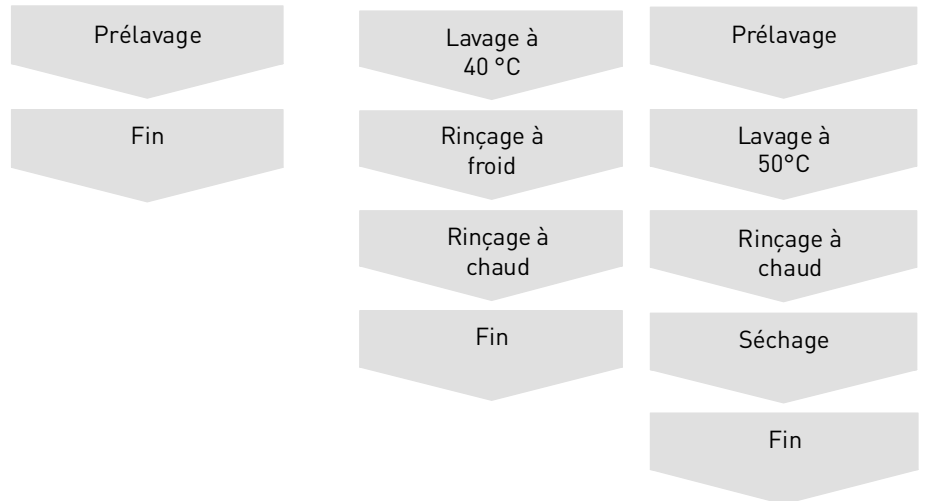 Prélavage
Fin
Lavage à
40 °C
Rinçage à
froid
Rinçage à
chaud
Fin
Prélavage
Lavage à
50°C
Rinçage à
chaud
Séchage
Fin